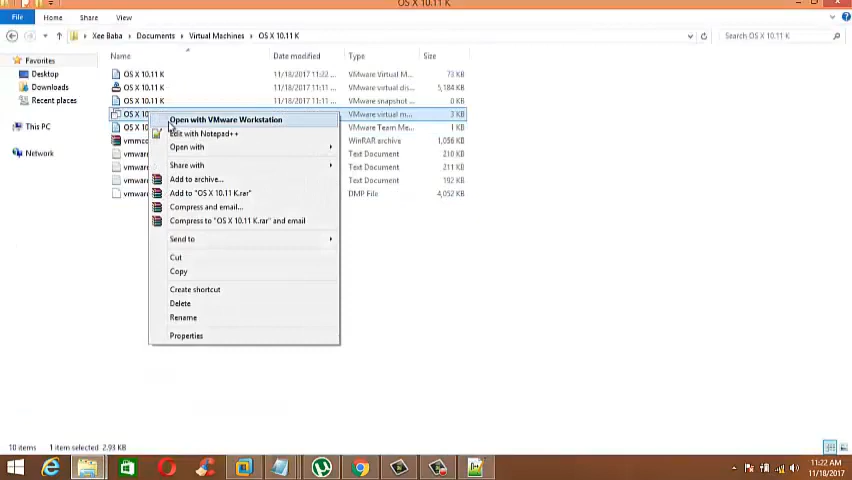 OS X 10.11 K
File Home Share View
Xee Baba Documents Virtual Machines OS X 10.11 K Search OS X 10.11 K
Favorites
Desktop
Downloads
Recent places
This PC
Network
Name Date modified Type Size
OS X 10.11 K 11/18/2017 11:22 ... VMware Virtual M... 73 KB
OS X 10.11 K 11/18/2017 11:... VMware virtual dis... 5,184 KB
OS X 10.11 K 11/18/2017 11:... VMware snapshot ... 0 KB
OS X 10 VMware virtual m... 3 KB
OS X 10 VMware Team Me... 1 KB
vmmco WinRAR archive 1,056 KB
vmwar Text Document 210 KB
vmwar Text Document 211 KB
vmwar Text Document 192 KB
vmwar DMP File 4,052 KB
Open with VMware Workstation
Edit with Notepad++
Open with
Share with
Add to archive...
Add to "OS X 10.11 K.rar"
Compress and email...
Compress to "OS X 10.11 K.rar" and email
Send to
Cut
Copy
Create shortcut
Delete
Rename
Properties
10 items 1 item selected 2.93 KB
11:22 AM
11/18/2017